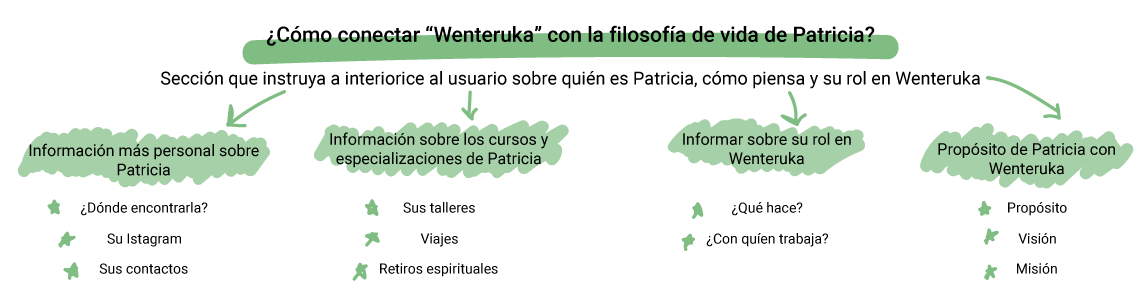 ¿Cómo conectar “Wenteruka” con la filosofía de vida de Patricia?
Sección que instruya a interiorice al usuario sobre quién es Patricia, cómo piensa y su rol en Wenteruka
Información más personal sobre
Patricia
¿Dónde encontrarla?
Su Istagram
Sus contactos
Información sobre los cursos y
especializaciones de Patricia
Sus talleres
Viajes
Retiros espirituales
Informar sobre su rol en
Wenteruka
¿Qué hace?
¿Con quíen trabaja?
Propósito de Patricia con
Wenteruka
Propósito
Visión
Misión